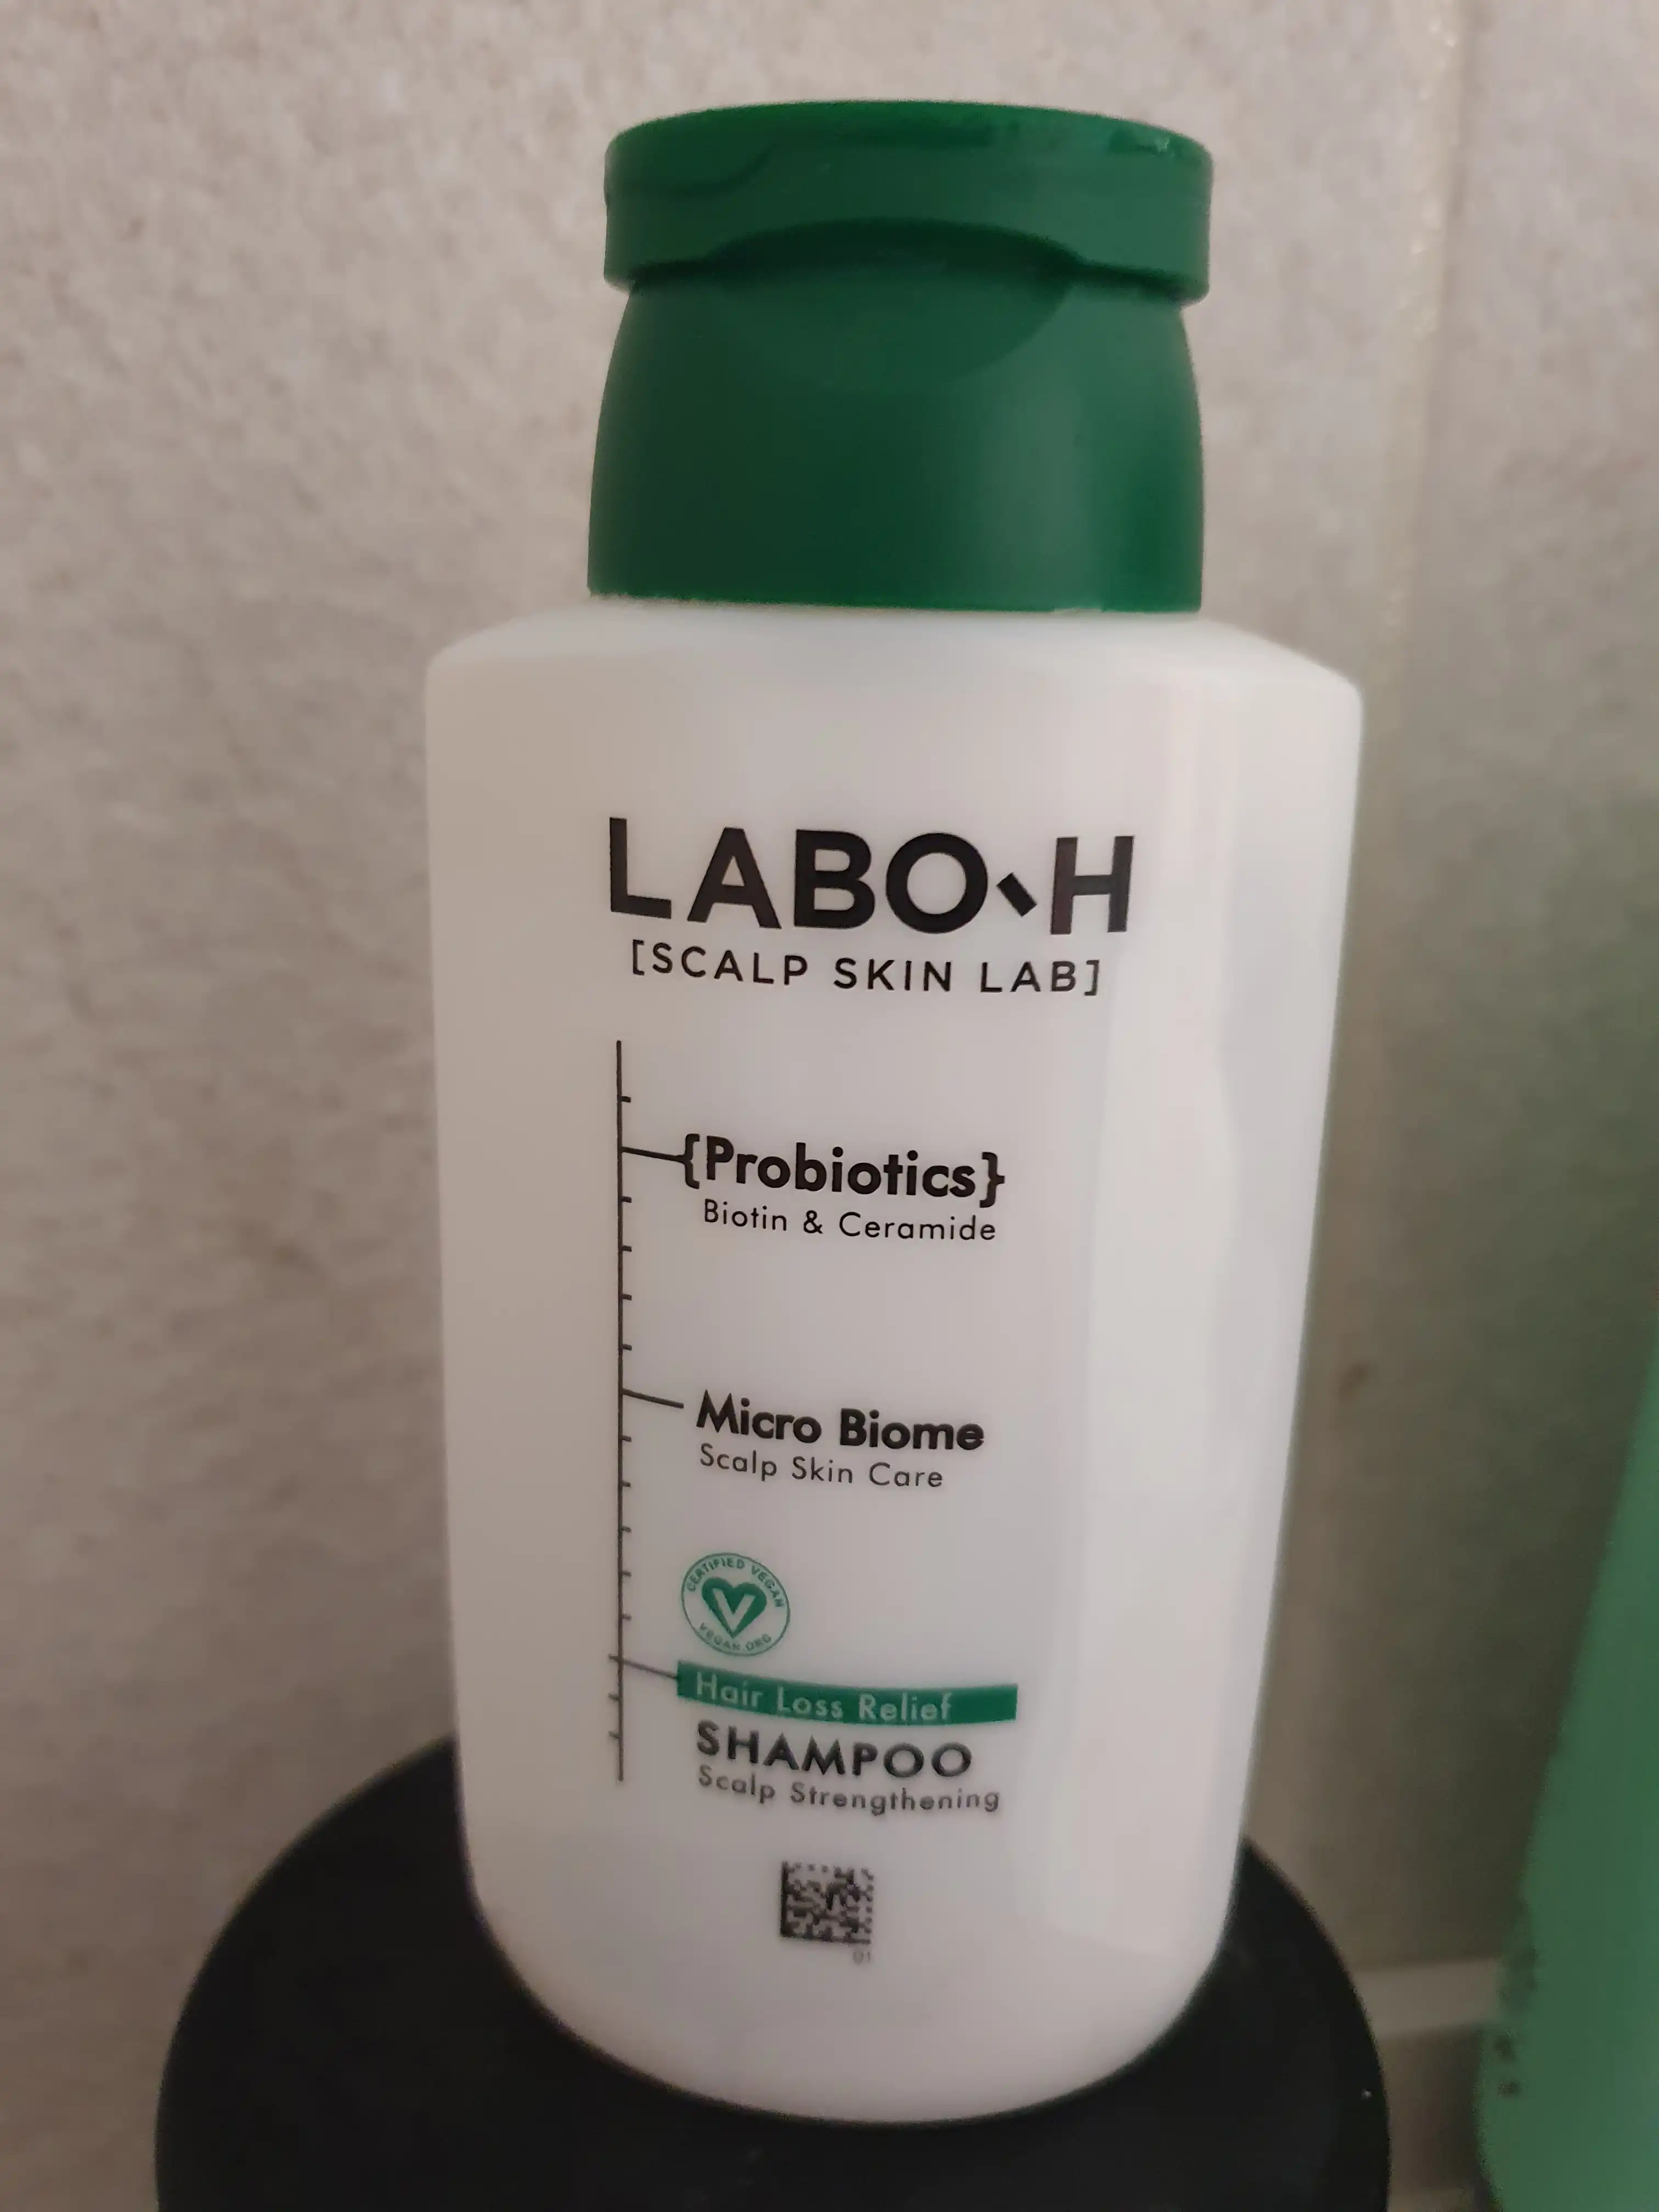 LABO-H
[SCALP SKIN LAB]
{Probiotics}
Biotin & Ceramide
Micro Biome
Scalp Skin Care
CERTIFIED VEGAN
V
VEGAN.ORG
Hair Loss Relief
SHAMPOO
Scalp Strengthening
01